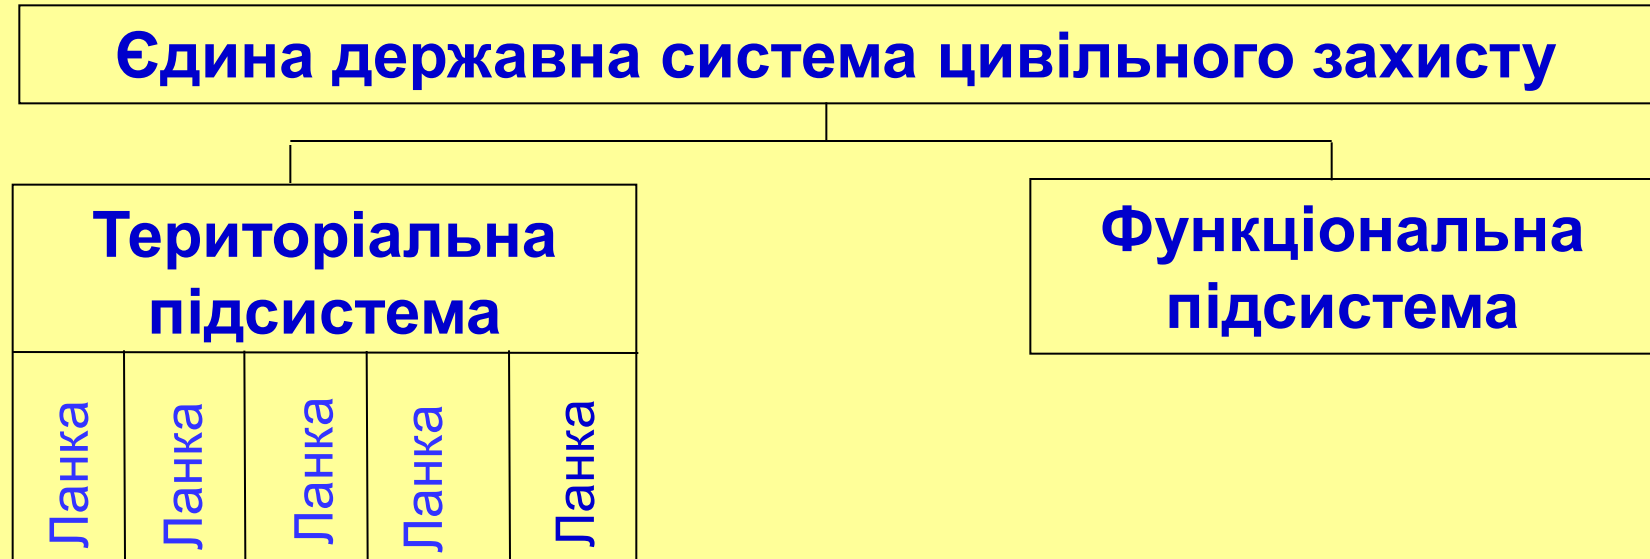 Єдина державна система цивільного захисту
Територіальна
підсистема
Функціональна
підсистема
Ланка
Ланка
Ланка
Ланка
Ланка